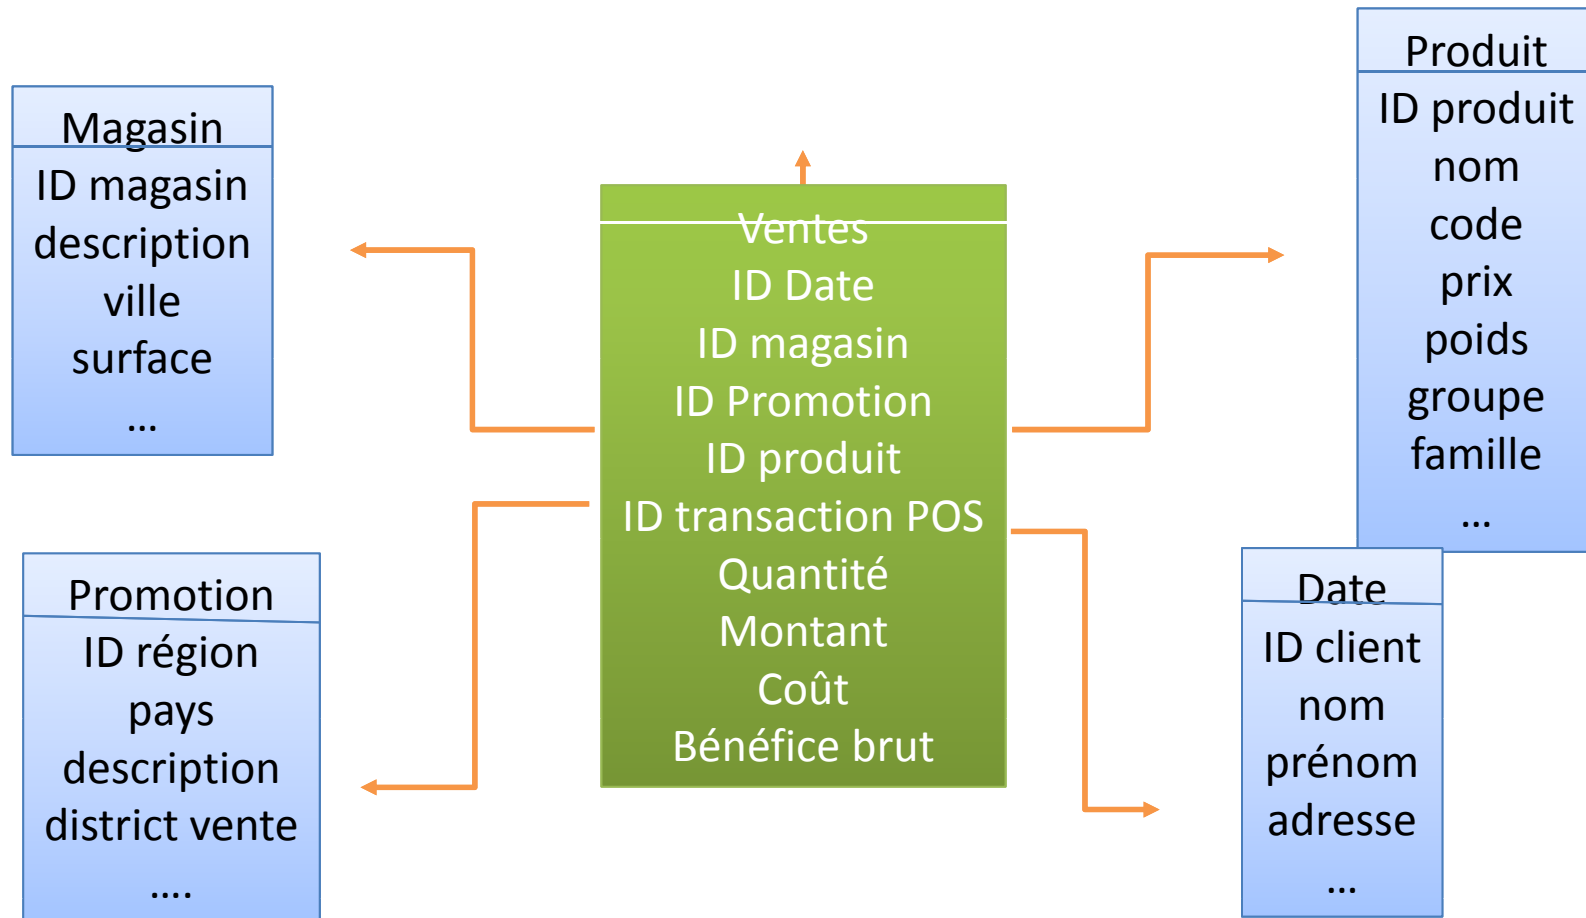 Magasin
ID magasin
description
ville
surface
...
Promotion
ID région
pays
description
district vente
....
Ventes
ID Date
ID magasin
ID Promotion
ID produit
ID transaction POS
Quantité
Montant
Coût
Bénéfice brut
Produit
ID produit
nom
code
prix
poids
groupe
famille
...
Date
ID client
nom
prénom
adresse
...